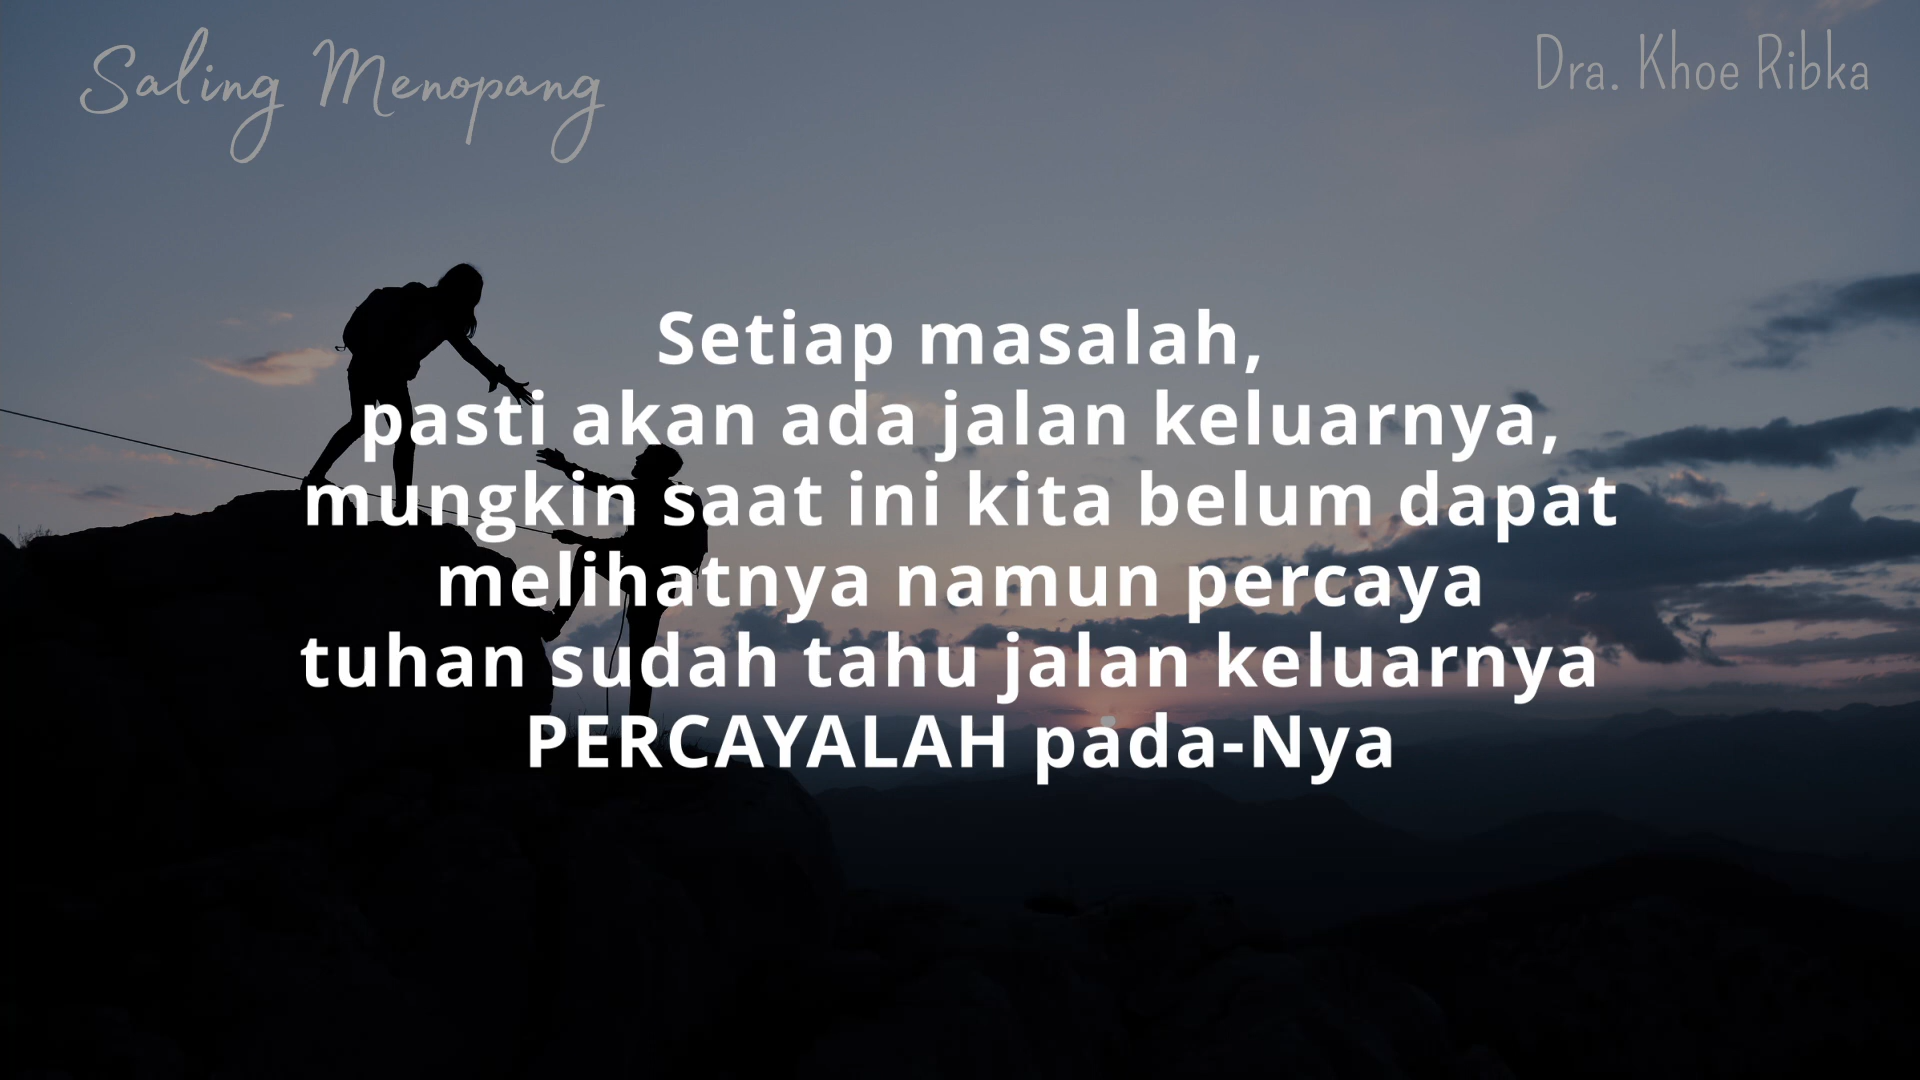 Saling Menopang
Dra. Khoe Ribka
Setiap masalah,
pasti akan ada jalan keluarnya,
mungkin saat ini kita belum dapat
melihatnya namun percaya
tuhan sudah tahu jalan keluarnya
PERCAYALAH pada-Nya